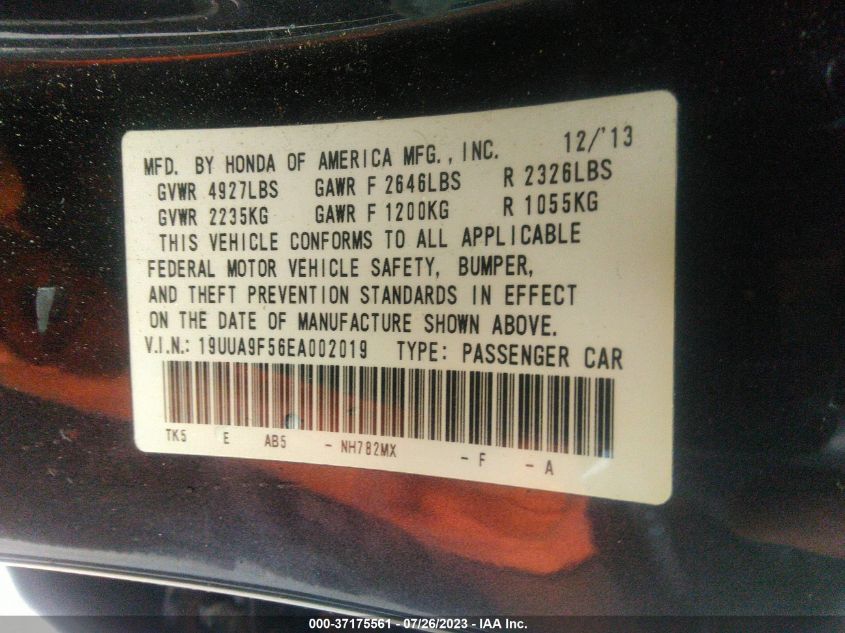 MFD. BY HONDA OF AMERICA MFG., INC. 12/'13
GVWR 4927LBS GAWR F 2646LBS R 2326LBS
GVWR 2235KG GAWR F 1200KG R 1055KG
THIS VEHICLE CONFORMS TO ALL APPLICABLE
FEDERAL MOTOR VEHICLE SAFETY, BUMPER,
AND THEFT PREVENTION STANDARDS IN EFFECT
ON THE DATE OF MANUFACTURE SHOWN ABOVE.
V.I.N.: 19UUA9F56EA002019 TYPE: PASSENGER CAR
TK5 E AB5 - NH782MX - F - A
000-37175561 - 07/26/2023 - IAA Inc.